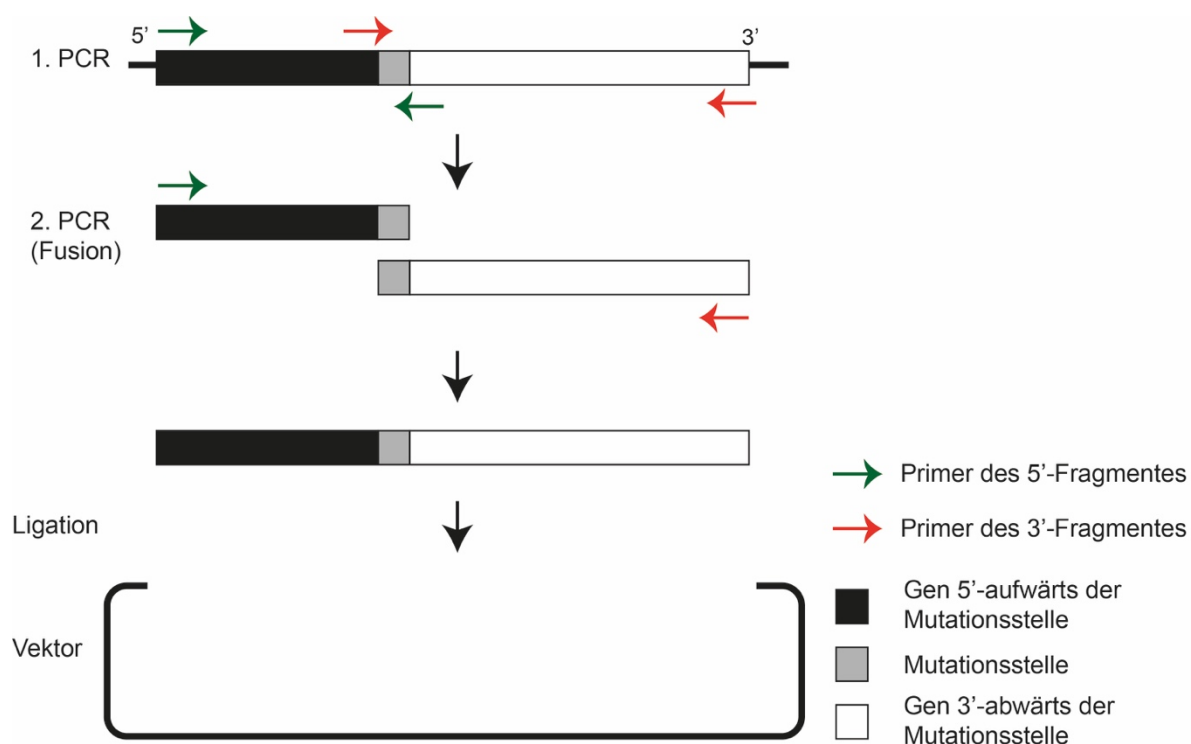 5’
3’
1. PCR
2. PCR
(Fusion)
Ligation
Vektor
Primer des 5’-Fragmentes
Primer des 3’-Fragmentes
Gen 5’-aufwärts der
Mutationsstelle
Mutationsstelle
Gen 3’-abwärts der
Mutationsstelle